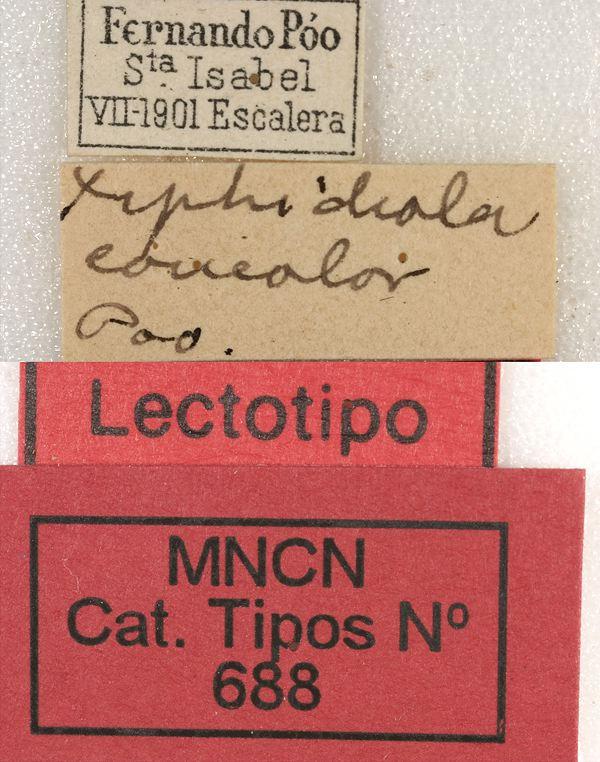 Fernando Póo
Sta Isabel
VII-1901 Escalera
Xiphidiola
concolor
Poo.
Lectotipo
MNCN
Cat. Tipos Nº
688